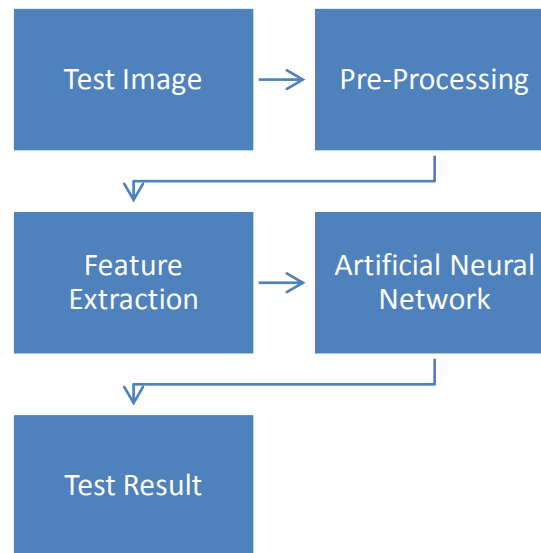 Test Image
Pre-Processing
Feature
Extraction
Artificial Neural
Network
Test Result